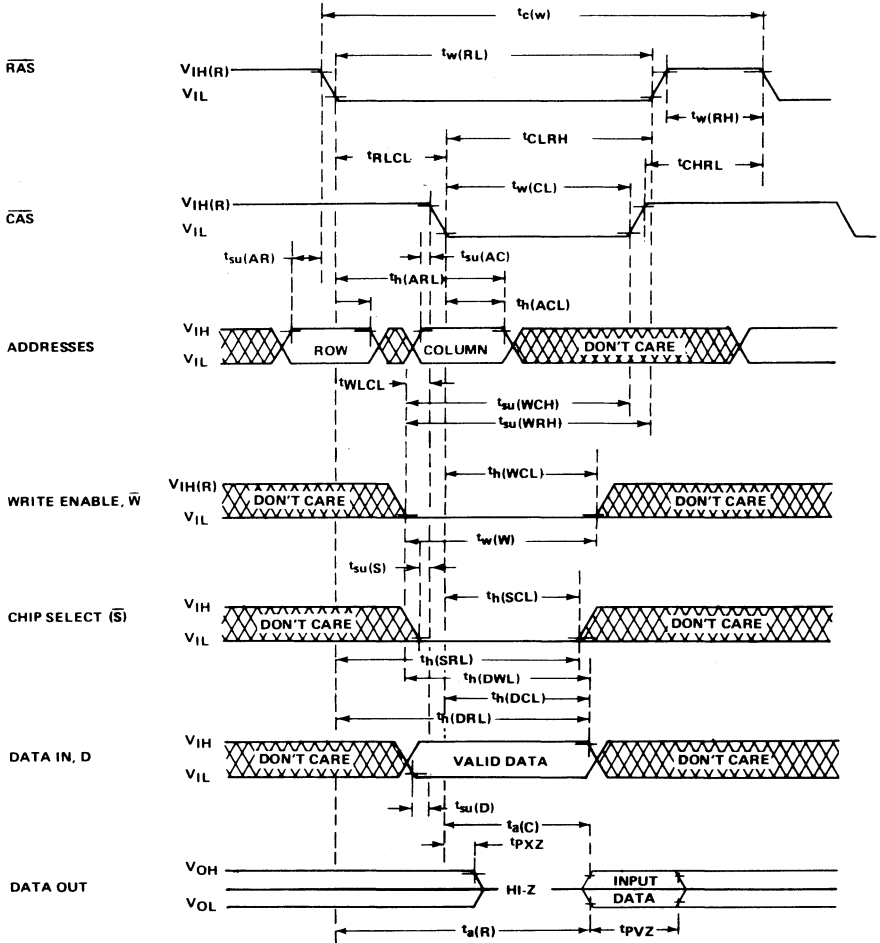 tc(w)
RAS
VIH(R)
VIL
tw(RL)
tw(RH)
tCLRH
tRLCL
tCHRL
tw(CL)
CAS
VIH(R)
VIL
tsu(AR)
tsu(AC)
th(ARL)
th(ACL)
ADDRESSES
VIH
VIL
ROW
COLUMN
DON'T CARE
tWLCL
tsu(WCH)
tsu(WRH)
th(WCL)
WRITE ENABLE, W̅
VIH(R)
VIL
DON'T CARE
DON'T CARE
tw(W)
tsu(S)
th(SCL)
CHIP SELECT (S̅)
VIH
VIL
DON'T CARE
DON'T CARE
th(SRL)
th(DWL)
th(DCL)
th(DRL)
DATA IN, D
VIH
VIL
DON'T CARE
VALID DATA
DON'T CARE
tsu(D)
ta(C)
tPXZ
DATA OUT
VOH
VOL
HI-Z
INPUT
DATA
ta(R)
tPVZ